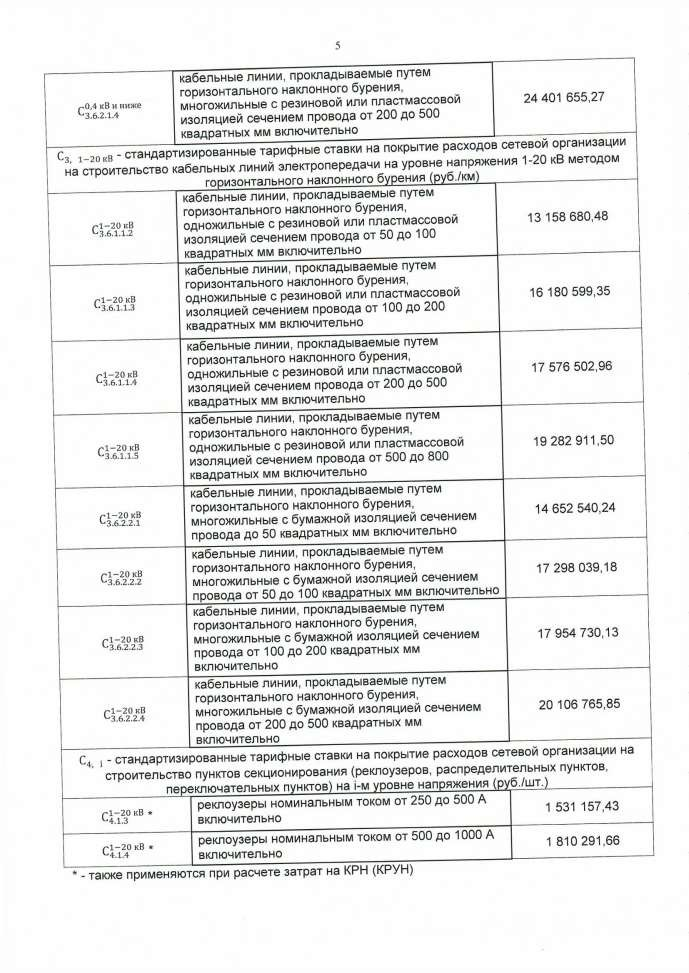 5
С 0,4 кВ и ниже 3.6.2.1.4
кабельные линии, прокладываемые путем
горизонтального наклонного бурения,
многожильные с резиновой или пластмассовой
изоляцией сечением провода от 200 до 500
квадратных мм включительно
24 401 655,27
С3, 1–20 кВ - стандартизированные тарифные ставки на покрытие расходов сетевой организации
на строительство кабельных линий электропередачи на уровне напряжения 1-20 кВ методом
горизонтального наклонного бурения (руб./км)
С 1–20 кВ 3.6.1.1.2
кабельные линии, прокладываемые путем
горизонтального наклонного бурения,
одножильные с резиновой или пластмассовой
изоляцией сечением провода от 50 до 100
квадратных мм включительно
13 158 680,48
С 1–20 кВ 3.6.1.1.3
кабельные линии, прокладываемые путем
горизонтального наклонного бурения,
одножильные с резиновой или пластмассовой
изоляцией сечением провода от 100 до 200
квадратных мм включительно
16 180 599,35
С 1–20 кВ 3.6.1.1.4
кабельные линии, прокладываемые путем
горизонтального наклонного бурения,
одножильные с резиновой или пластмассовой
изоляцией сечением провода от 200 до 500
квадратных мм включительно
17 576 502,96
С 1–20 кВ 3.6.1.1.5
кабельные линии, прокладываемые путем
горизонтального наклонного бурения,
одножильные с резиновой или пластмассовой
изоляцией сечением провода от 500 до 800
квадратных мм включительно
19 282 911,50
С 1–20 кВ 3.6.2.2.1
кабельные линии, прокладываемые путем
горизонтального наклонного бурения,
многожильные с бумажной изоляцией сечением
провода до 50 квадратных мм включительно
14 652 540,24
С 1–20 кВ 3.6.2.2.2
кабельные линии, прокладываемые путем
горизонтального наклонного бурения,
многожильные с бумажной изоляцией сечением
провода от 50 до 100 квадратных мм включительно
17 298 039,18
С 1–20 кВ 3.6.2.2.3
кабельные линии, прокладываемые путем
горизонтального наклонного бурения,
многожильные с бумажной изоляцией сечением
провода от 100 до 200 квадратных мм
включительно
17 954 730,13
С 1–20 кВ 3.6.2.2.4
кабельные линии, прокладываемые путем
горизонтального наклонного бурения,
многожильные с бумажной изоляцией сечением
провода от 200 до 500 квадратных мм
включительно
20 106 765,85
С4, i - стандартизированные тарифные ставки на покрытие расходов сетевой организации на
строительство пунктов секционирования (реклоузеров, распределительных пунктов,
переключательных пунктов) на i-м уровне напряжения (руб./шт.)
С 1–20 кВ 4.1.3 *
реклоузеры номинальным током от 250 до 500 А
включительно
1 531 157,43
С 1–20 кВ 4.1.4 *
реклоузеры номинальным током от 500 до 1000 А
включительно
1 810 291,66
* - также применяются при расчете затрат на КРН (КРУН)